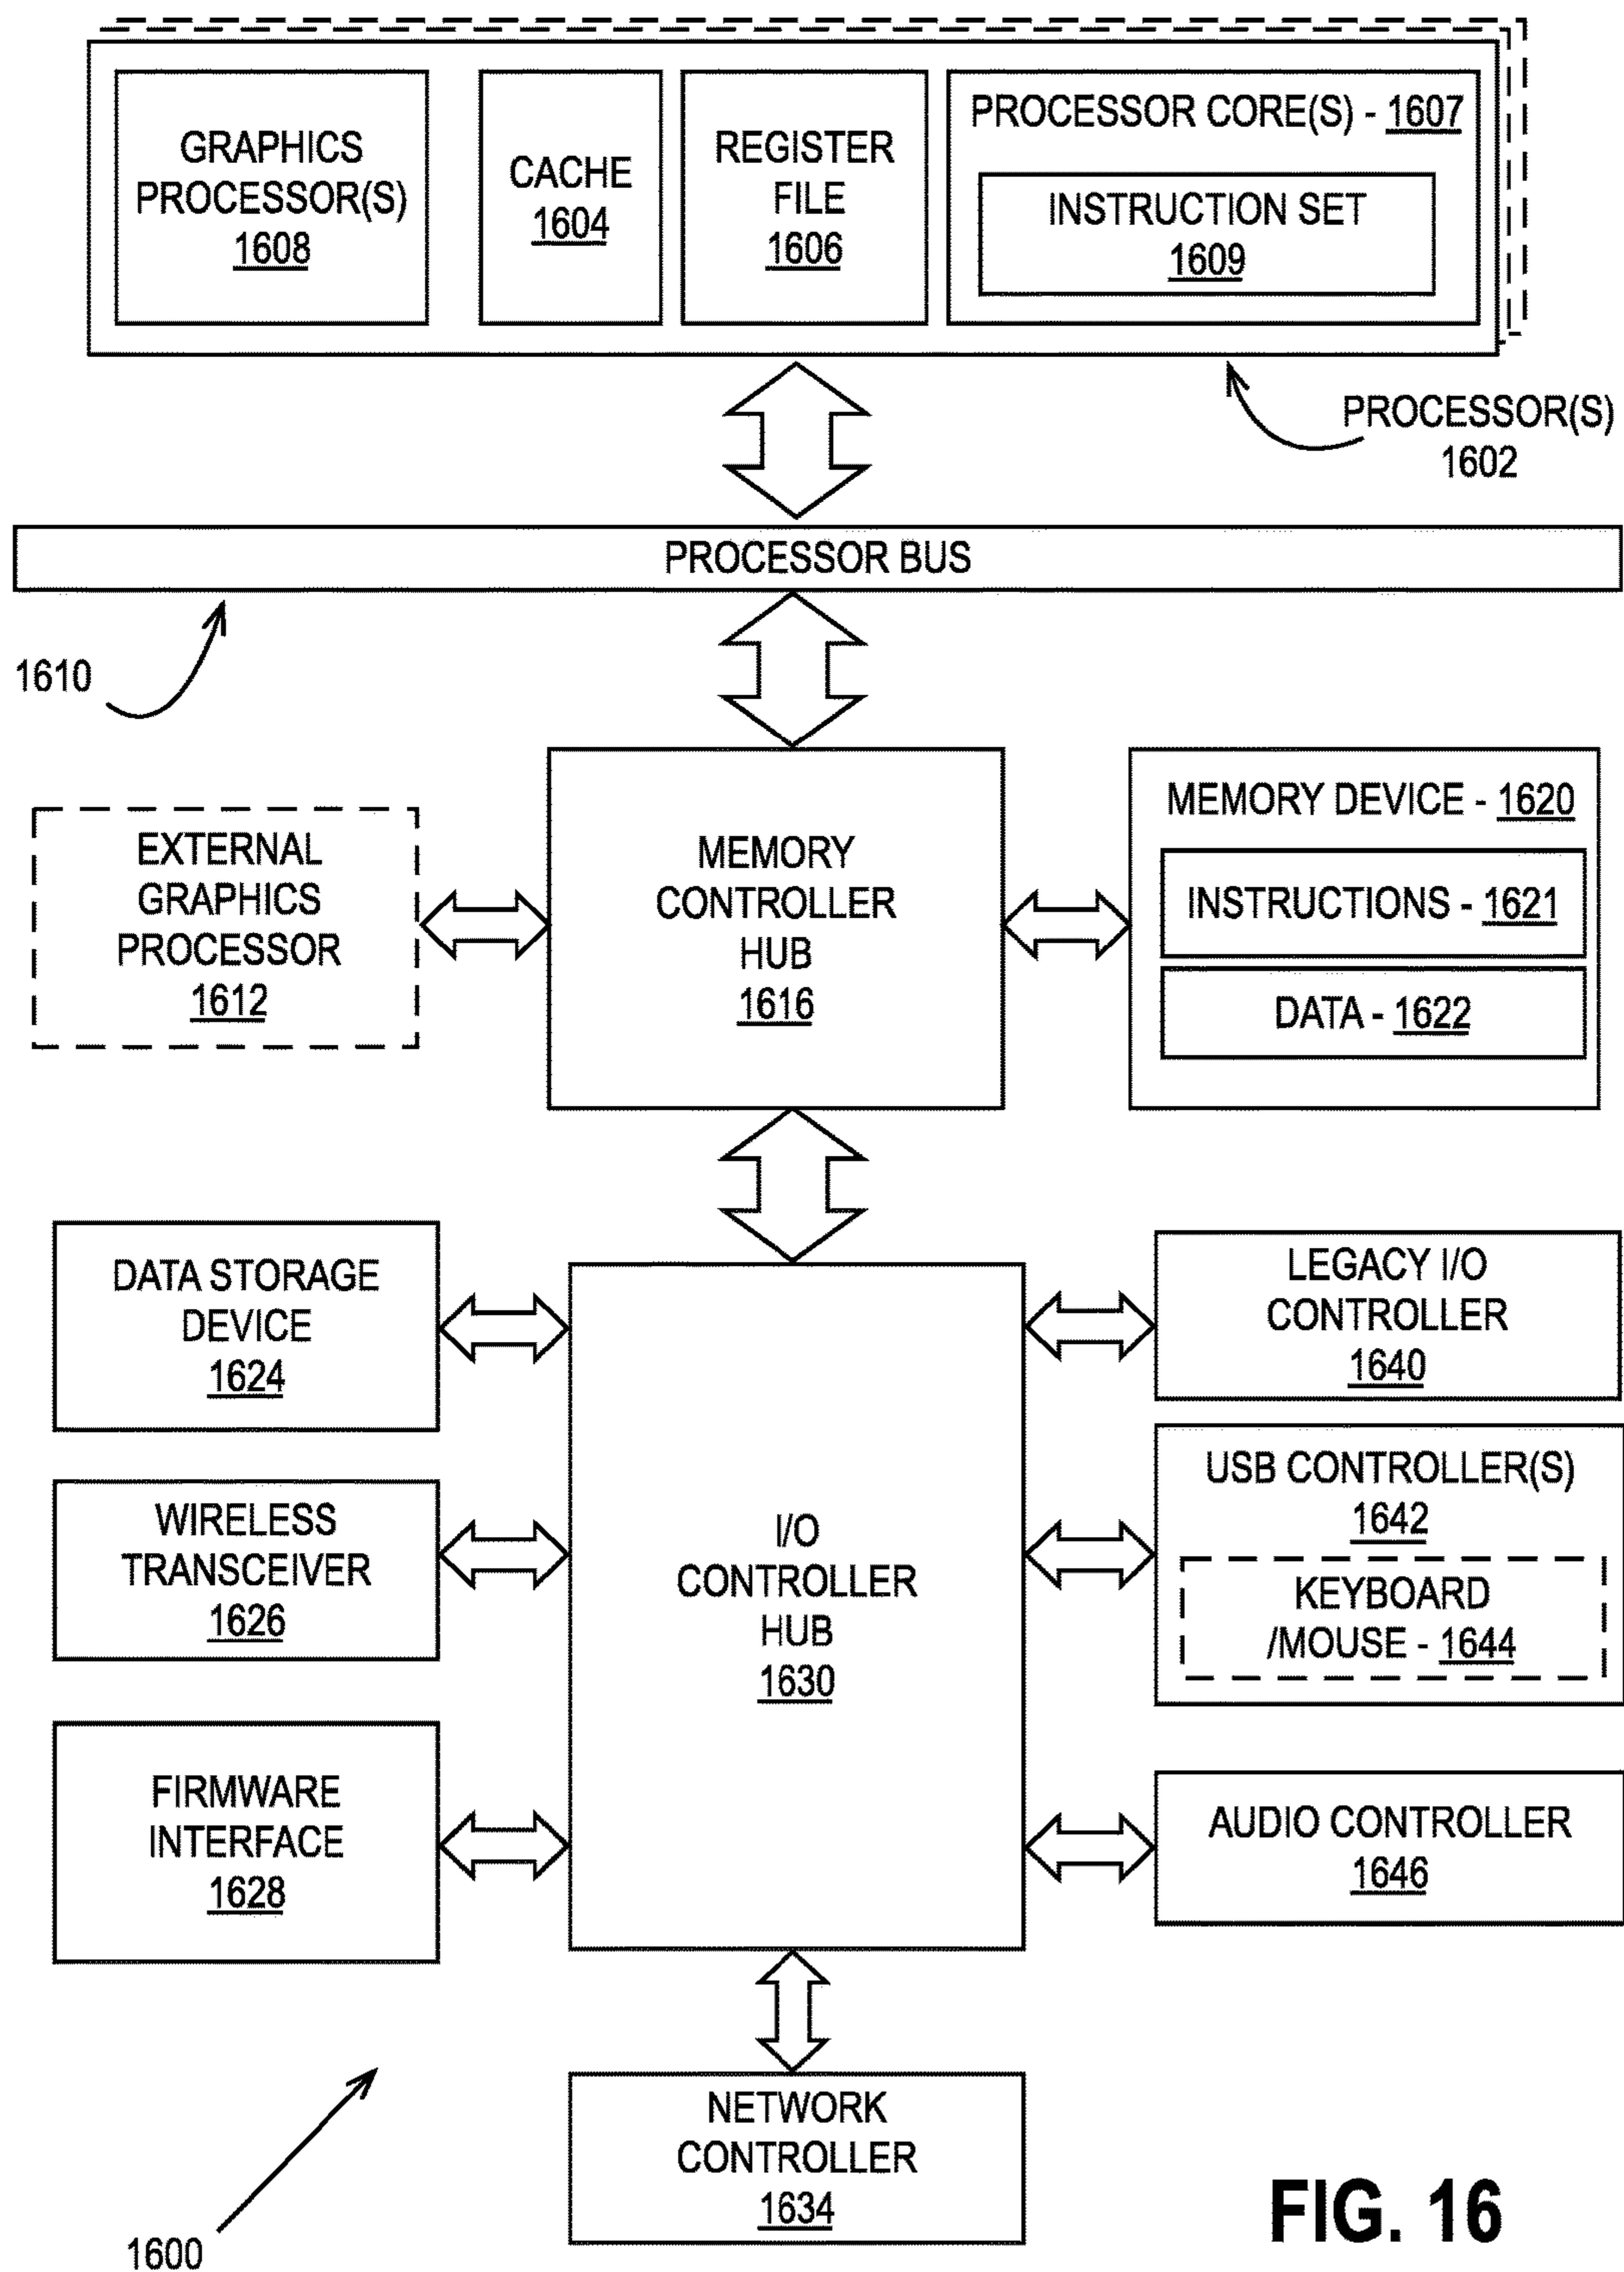 GRAPHICS
PROCESSOR(S)
1608
CACHE
1604
REGISTER
FILE
1606
PROCESSOR CORE(S) - 1607
INSTRUCTION SET
1609
PROCESSOR(S)
1602
PROCESSOR BUS
1610
EXTERNAL
GRAPHICS
PROCESSOR
1612
MEMORY
CONTROLLER
HUB
1616
MEMORY DEVICE - 1620
INSTRUCTIONS - 1621
DATA - 1622
DATA STORAGE
DEVICE
1624
WIRELESS
TRANSCEIVER
1626
FIRMWARE
INTERFACE
1628
I/O
CONTROLLER
HUB
1630
LEGACY I/O
CONTROLLER
1640
USB CONTROLLER(S)
1642
KEYBOARD
/MOUSE - 1644
AUDIO CONTROLLER
1646
NETWORK
CONTROLLER
1634
1600
FIG. 16